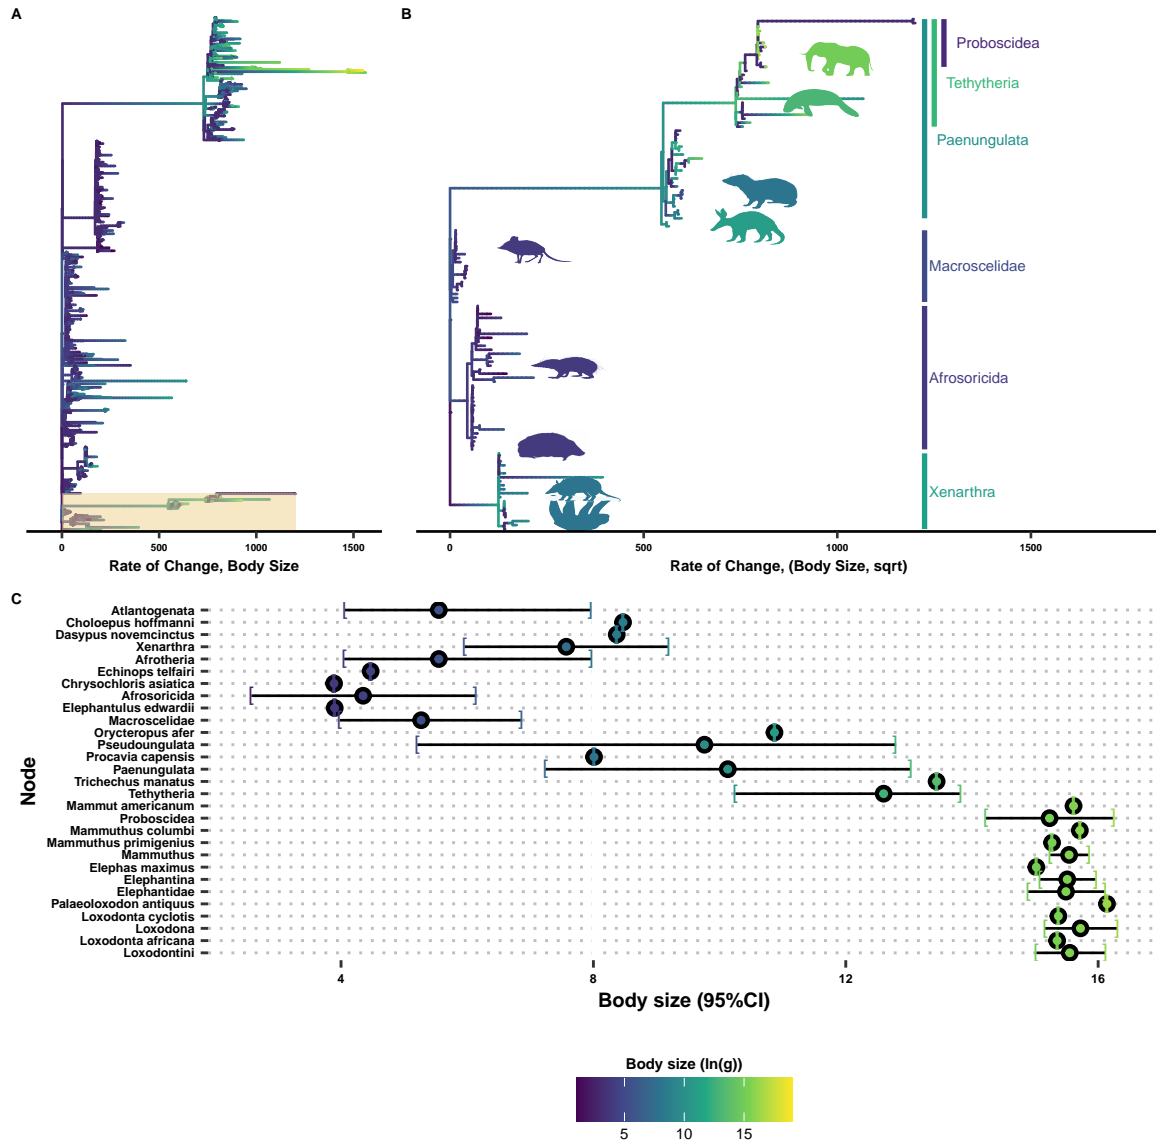 A
B
Proboscidea
Tethytheria
Paenungulata
Macroscelidae
Afrosoricida
Xenarthra
0
500
1000
1500
Rate of Change, Body Size
0
500
1000
1500
Rate of Change, (Body Size, sqrt)
C
Node
Atlantogenata
Choloepus hoffmanni
Dasypus novemcinctus
Xenarthra
Afrotheria
Echinops telfairi
Chrysochloris asiatica
Afrosoricida
Elephantulus edwardii
Macroscelidae
Orycteropus afer
Pseudoungulata
Procavia capensis
Paenungulata
Trichechus manatus
Tethytheria
Mammut americanum
Proboscidea
Mammuthus columbi
Mammuthus primigenius
Mammuthus
Elephas maximus
Elephantina
Elephantidae
Palaeoloxodon antiquus
Loxodonta cyclotis
Loxodona
Loxodonta africana
Loxodontini
4
8
12
16
Body size (95%CI)
Body size (ln(g))
5
10
15